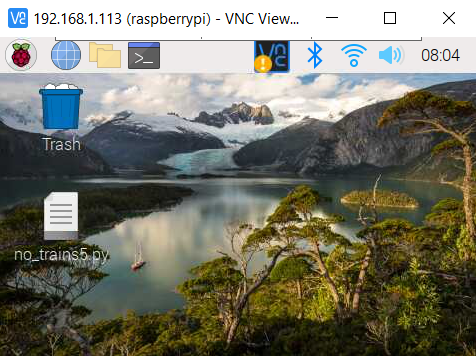 192.168.1.113 (raspberrypi) - VNC View...
08:04
Trash
no_trains5.py